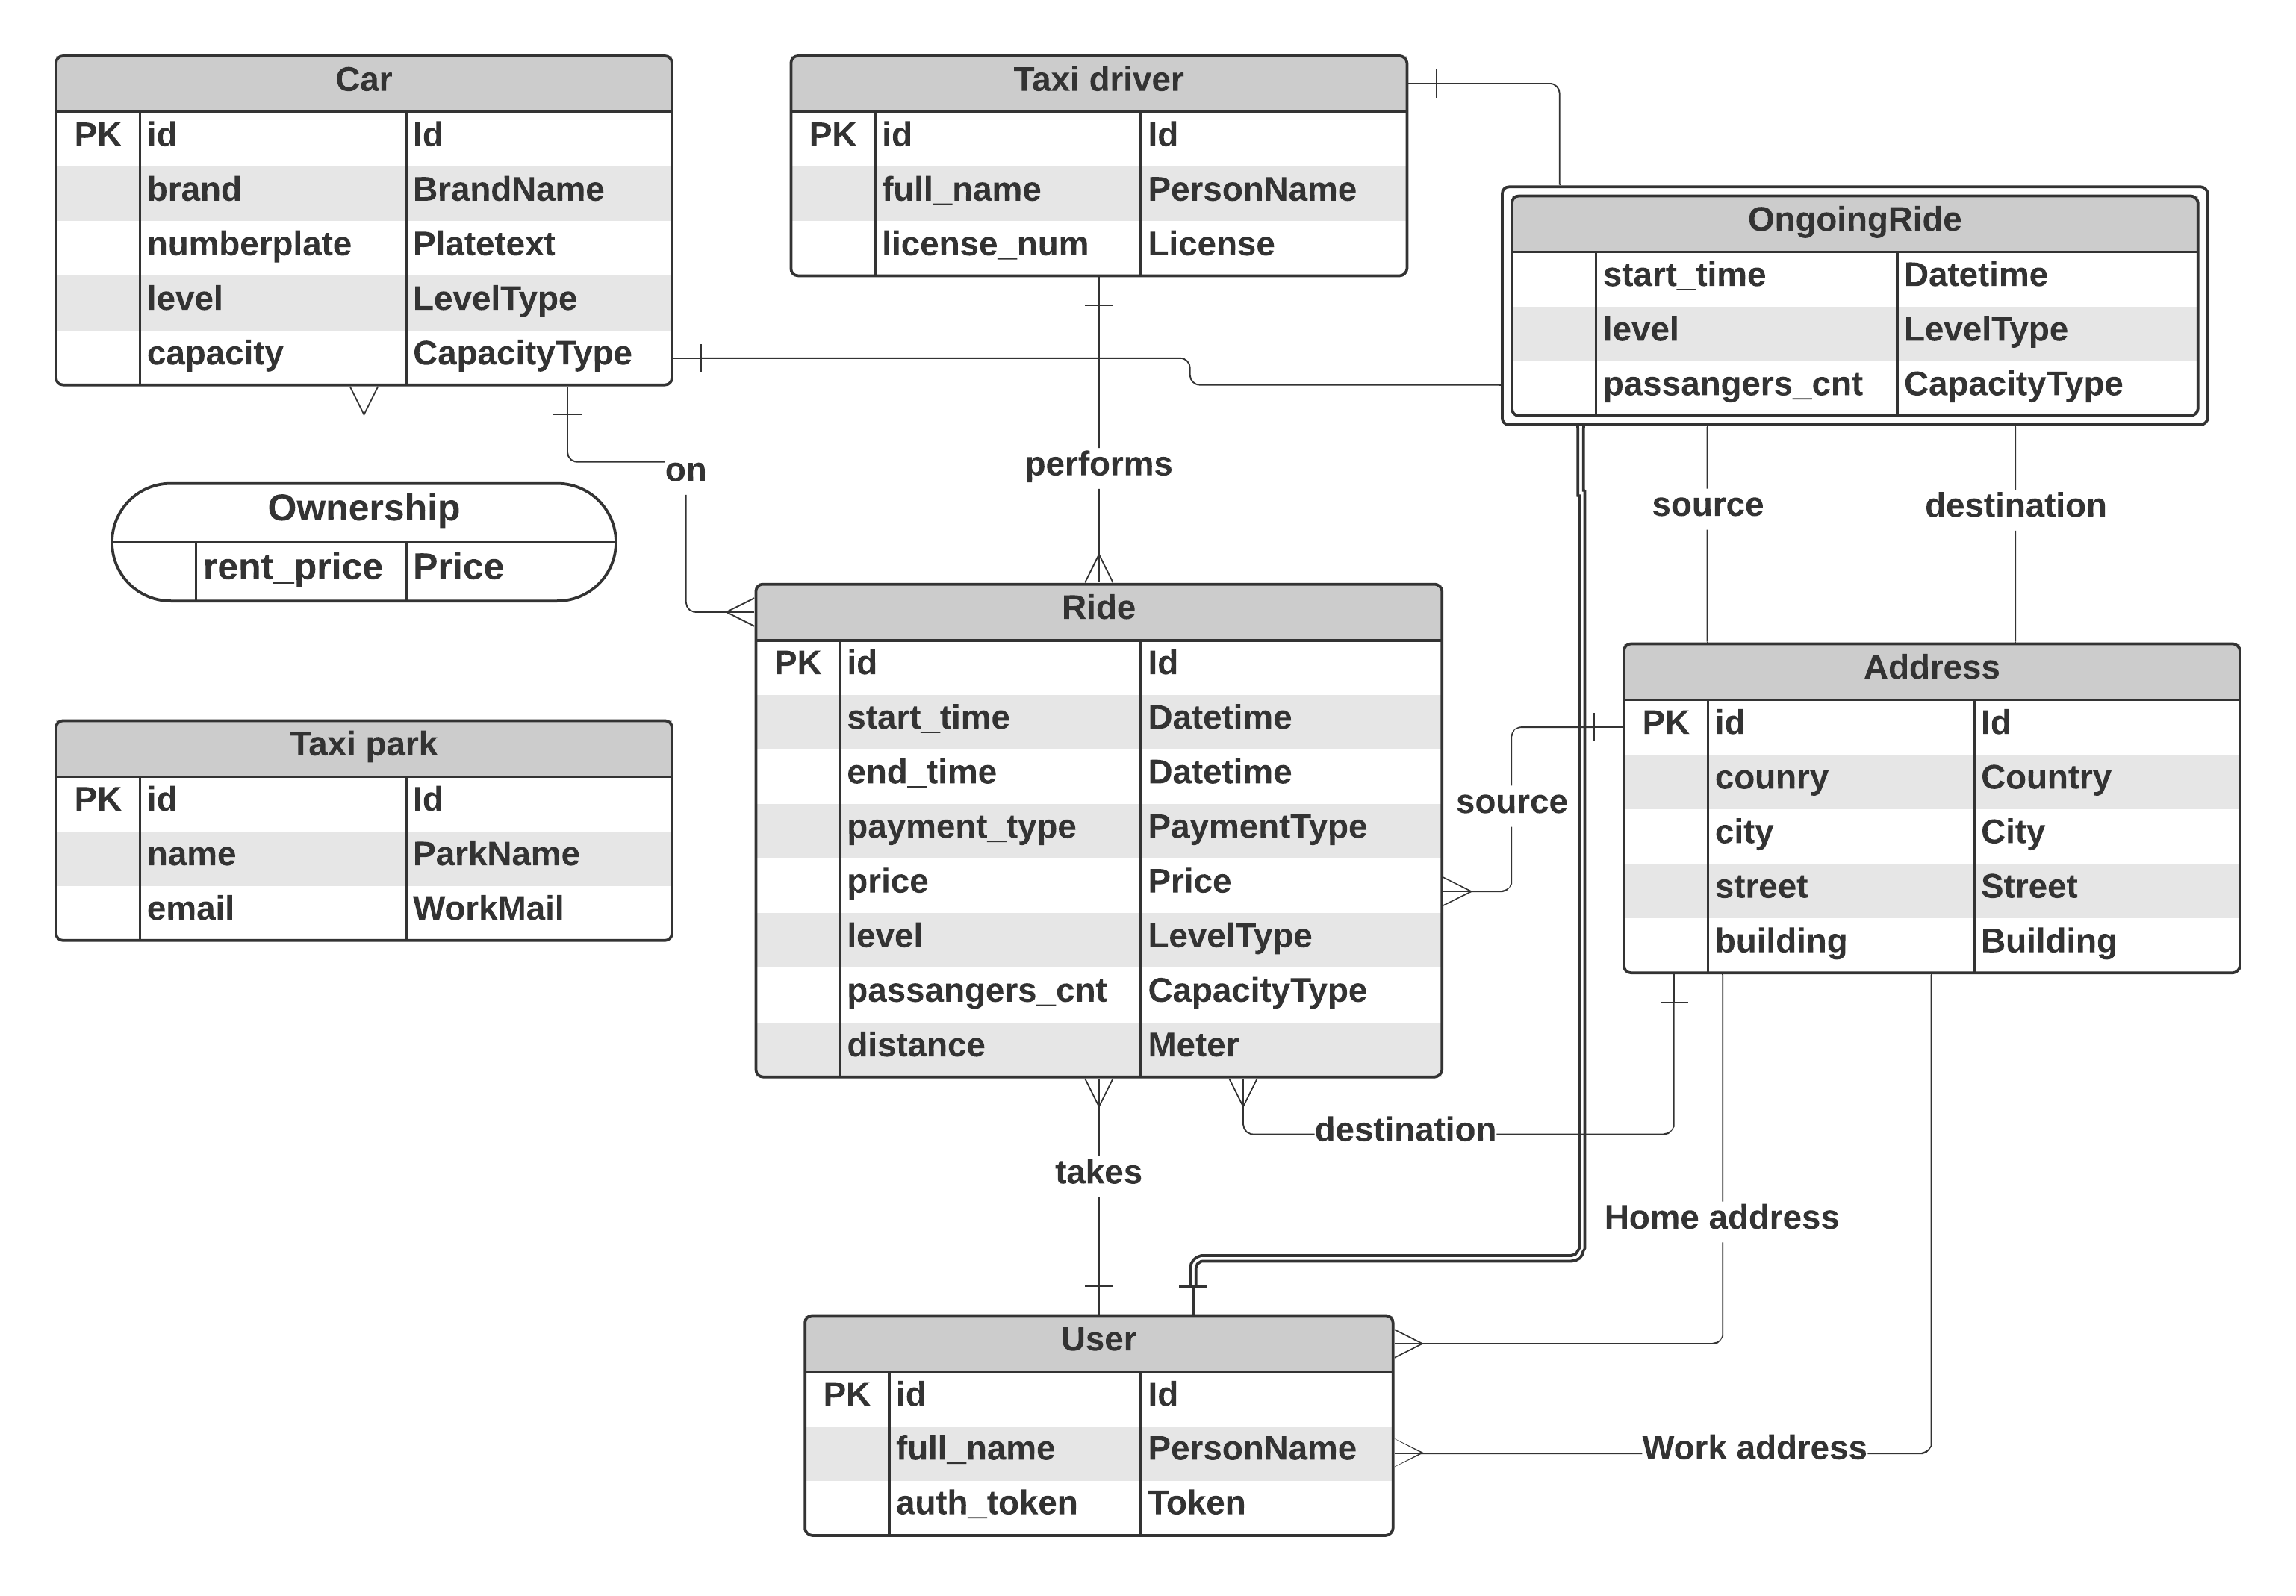 Car
PK id Id
brand BrandName
numberplate Platetext
level LevelType
capacity CapacityType
Taxi driver
PK id Id
full_name PersonName
license_num License
OngoingRide
start_time Datetime
level LevelType
passangers_cnt CapacityType
on
performs
source
destination
Ownership
rent_price Price
Taxi park
PK id Id
name ParkName
email WorkMail
Ride
PK id Id
start_time Datetime
end_time Datetime
payment_type PaymentType
price Price
level LevelType
passangers_cnt CapacityType
distance Meter
source
Address
PK id Id
counry Country
city City
street Street
building Building
destination
takes
Home address
Work address
User
PK id Id
full_name PersonName
auth_token Token